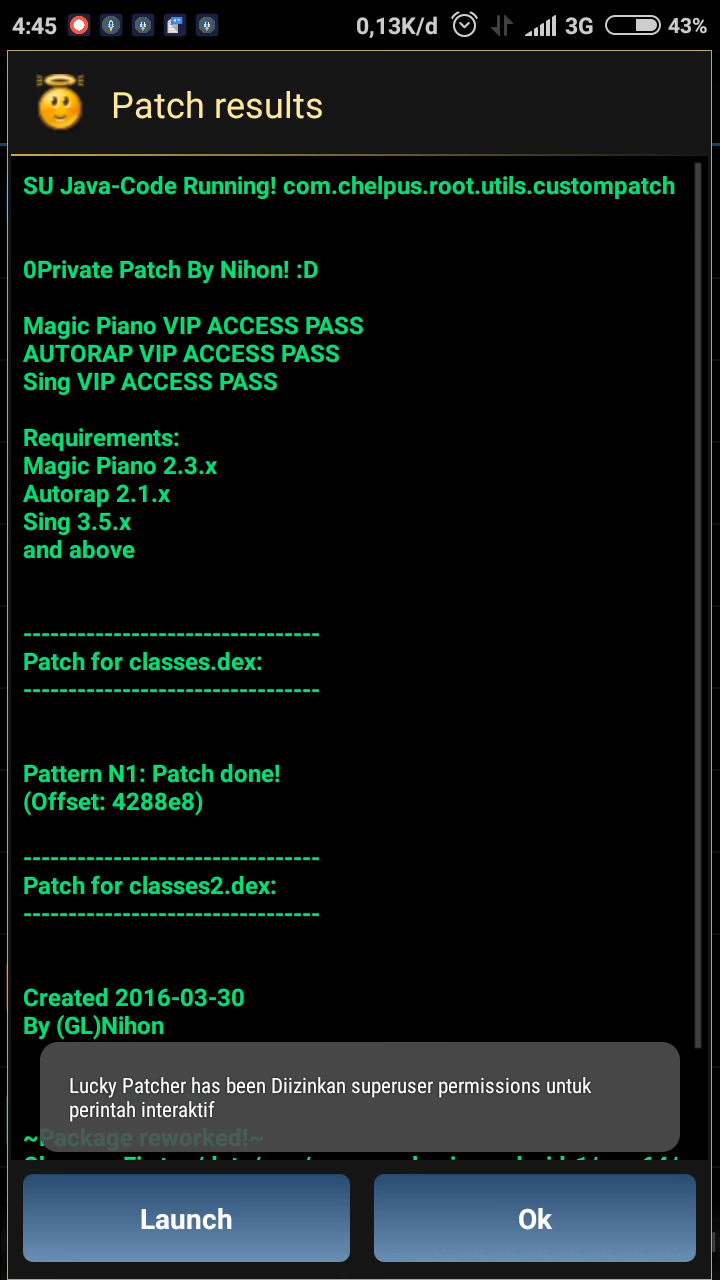 4:45 0,13K/d 3G 43%
Patch results
SU Java-Code Running! com.chelpus.root.utils.custompatch
0Private Patch By Nihon! :D
Magic Piano VIP ACCESS PASS
AUTORAP VIP ACCESS PASS
Sing VIP ACCESS PASS
Requirements:
Magic Piano 2.3.x
Autorap 2.1.x
Sing 3.5.x
and above
---------------------------------
Patch for classes.dex:
---------------------------------
Pattern N1: Patch done!
(Offset: 4288e8)
---------------------------------
Patch for classes2.dex:
---------------------------------
Created 2016-03-30
By (GL)Nihon
Lucky Patcher has been Diizinkan superuser permissions untuk
perintah interaktif
~Package reworked!~
Launch Ok